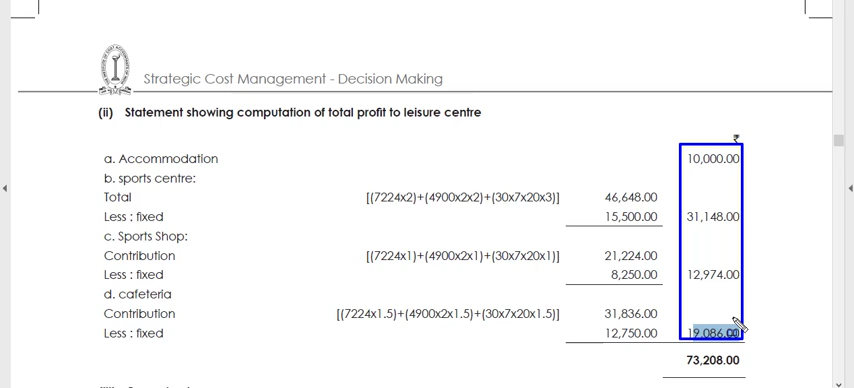 Strategic Cost Management - Decision Making
(ii) Statement showing computation of total profit to leisure centre
₹
a. Accommodation 10,000.00
b. sports centre:
Total [(7224x2)+(4900x2x2)+(30x7x20x3)] 46,648.00
Less : fixed 15,500.00 31,148.00
c. Sports Shop:
Contribution [(7224x1)+(4900x2x1)+(30x7x20x1)] 21,224.00
Less : fixed 8,250.00 12,974.00
d. cafeteria
Contribution [(7224x1.5)+(4900x2x1.5)+(30x7x20x1.5)] 31,836.00
Less : fixed 12,750.00 19,086.00
73,208.00